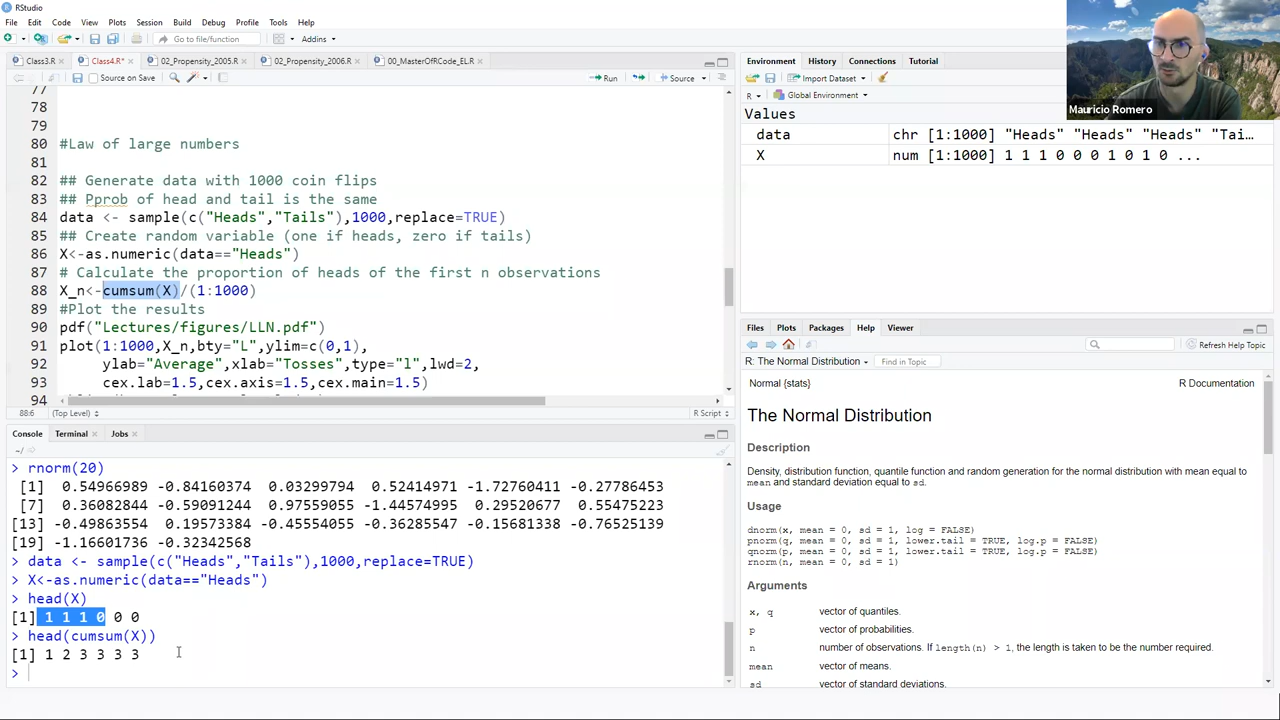 RStudio
File Edit Code View Plots Session Build Debug Profile Tools Help
Go to file/function
Addins
Class3.R
Class4.R*
02_Propensity_2005.R
02_Propensity_2006.R
00_MasterOfRCode_EL.R
Source on Save
Run
Source
77
78
79
80 #Law of large numbers
81
82 ## Generate data with 1000 coin flips
83 ## Pprob of head and tail is the same
84 data <- sample(c("Heads","Tails"),1000,replace=TRUE)
85 ## Create random variable (one if heads, zero if tails)
86 X<-as.numeric(data=="Heads")
87 # Calculate the proportion of heads of the first n observations
88 X_n<-cumsum(X)/(1:1000)
89 #Plot the results
90 pdf("Lectures/figures/LLN.pdf")
91 plot(1:1000,X_n,bty="L",ylim=c(0,1),
92 ylab="Average",xlab="Tosses",type="l",lwd=2,
93 cex.lab=1.5,cex.axis=1.5,cex.main=1.5)
94
88:6 (Top Level) R Script
Console Terminal Jobs
~/
> rnorm(20)
[1] 0.54966989 -0.84160374 0.03299794 0.52414971 -1.72760411 -0.27786453
[7] 0.36082844 -0.59091244 0.97559055 -1.44574995 0.29520677 0.55475223
[13] -0.49863554 0.19573384 -0.45554055 -0.36285547 -0.15681338 -0.76525139
[19] -1.16901736 -0.32342568
> data <- sample(c("Heads","Tails"),1000,replace=TRUE)
> X<-as.numeric(data=="Heads")
> head(X)
[1] 1 1 1 0 0 0
> head(cumsum(X))
[1] 1 2 3 3 3 3
>
Environment History Connections Tutorial
Import Dataset
R Global Environment
Values
data chr [1:1000] "Heads" "Heads" "Heads" "Tai…
X num [1:1000] 1 1 1 0 0 0 1 0 1 0 ...
Mauricio Romero
Files Plots Packages Help Viewer
Refresh Help Topic
R: The Normal Distribution Find in Topic
Normal {stats} R Documentation
The Normal Distribution
Description
Density, distribution function, quantile function and random generation for the normal distribution with mean equal to
mean and standard deviation equal to sd.
Usage
dnorm(x, mean = 0, sd = 1, log = FALSE)
pnorm(q, mean = 0, sd = 1, lower.tail = TRUE, log.p = FALSE)
qnorm(p, mean = 0, sd = 1, lower.tail = TRUE, log.p = FALSE)
rnorm(n, mean = 0, sd = 1)
Arguments
x, q vector of quantiles.
p vector of probabilities.
n number of observations. If length(n) > 1, the length is taken to be the number required.
mean vector of means.
sd vector of standard deviations.